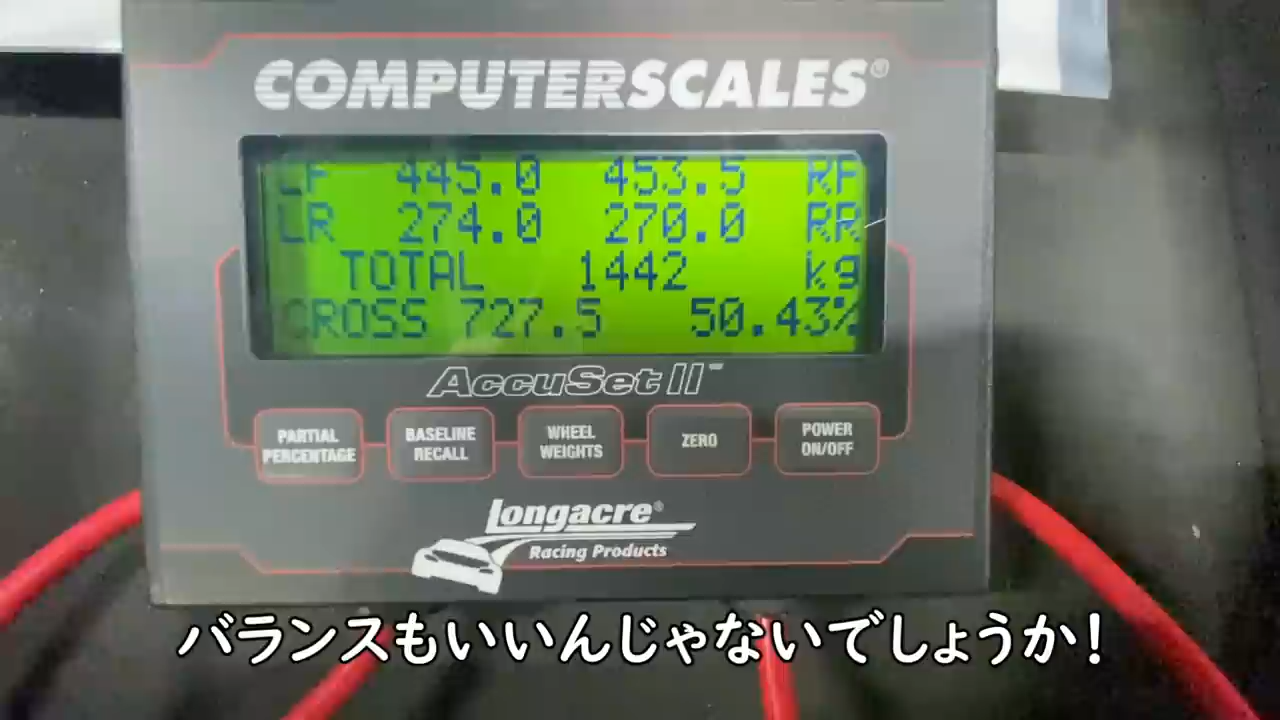 COMPUTERSCALES®
LF 445.0 453.5 RF
LR 274.0 270.0 RR
TOTAL 1442 kg
CROSS 727.5 50.43%
AccuSet II™
PARTIAL PERCENTAGE
BASELINE RECALL
WHEEL WEIGHTS
ZERO
POWER ON/OFF
Longacre®
Racing Products
バランスもいいんじゃないでしょうか!